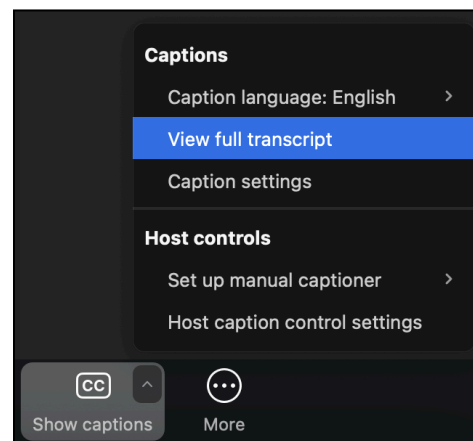 Captions
Caption language: English
View full transcript
Caption settings
Host controls
Set up manual captioner
Host caption control settings
CC
Show captions
More